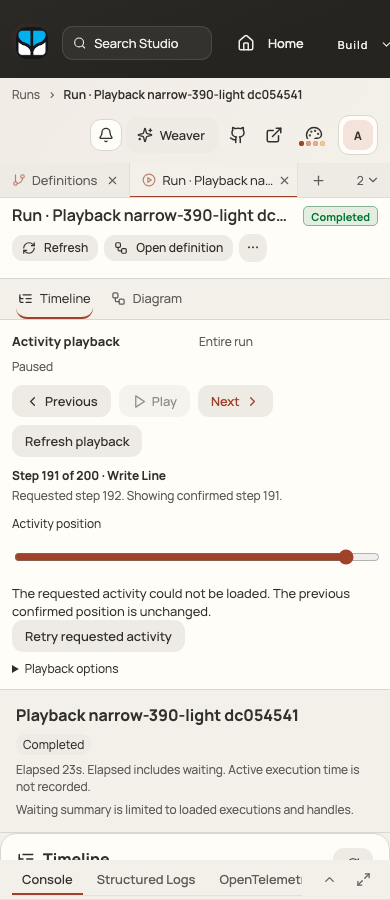 Search Studio
Home
Build
Runs > Run · Playback narrow-390-light dc054541
Weaver
A
Definitions
Run · Playback na...
2
Run · Playback narrow-390-light dc...
Completed
Refresh
Open definition
...
Timeline
Diagram
Activity playback
Entire run
Paused
Previous
Play
Next
Refresh playback
Step 191 of 200 · Write Line
Requested step 192. Showing confirmed step 191.
Activity position
The requested activity could not be loaded. The previous
confirmed position is unchanged.
Retry requested activity
Playback options
Playback narrow-390-light dc054541
Completed
Elapsed 23s. Elapsed includes waiting. Active execution time is
not recorded.
Waiting summary is limited to loaded executions and handles.
Timeline
Console
Structured Logs
OpenTelemet